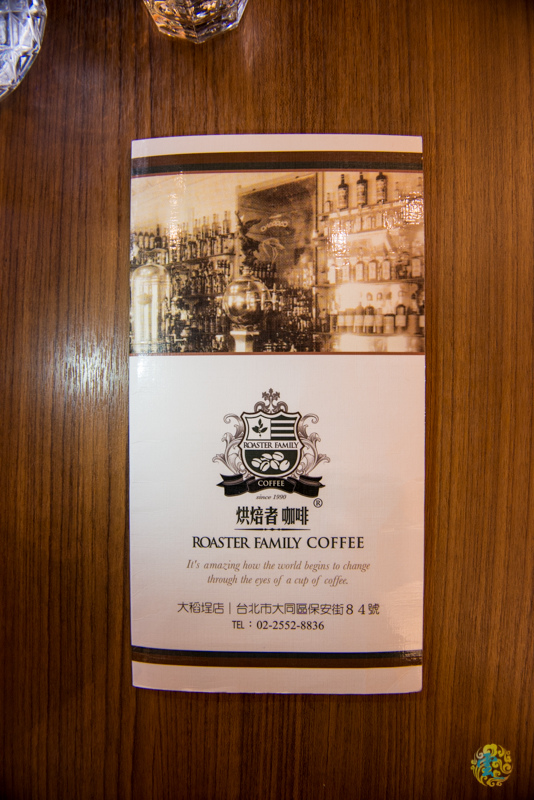 ROASTER FAMILY
COFFEE
since 1990
烘焙者 咖啡®
ROASTER FAMILY COFFEE
It's amazing how the world begins to change
through the eyes of a cup of coffee.
大稻埕店｜台北市大同區保安街８４號
TEL：02-2552-8836